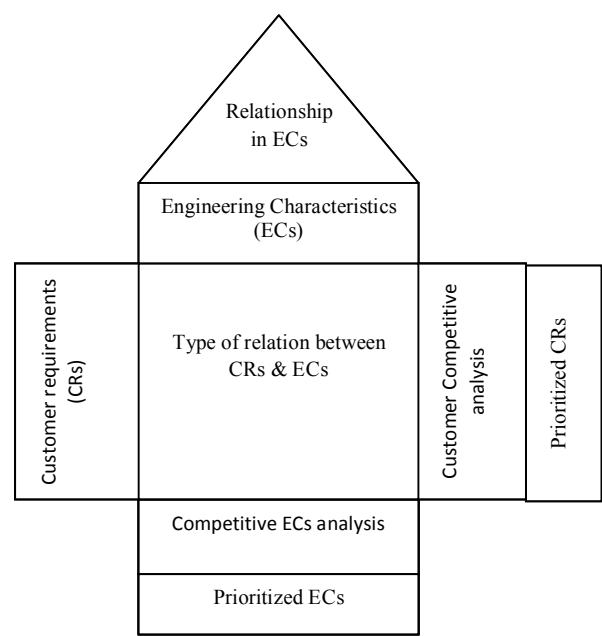 Relationship
in ECs
Engineering Characteristics
(ECs)
Customer requirements
(CRs)
Type of relation between
CRs & ECs
Customer Competitive
analysis
Prioritized CRs
Competitive ECs analysis
Prioritized ECs